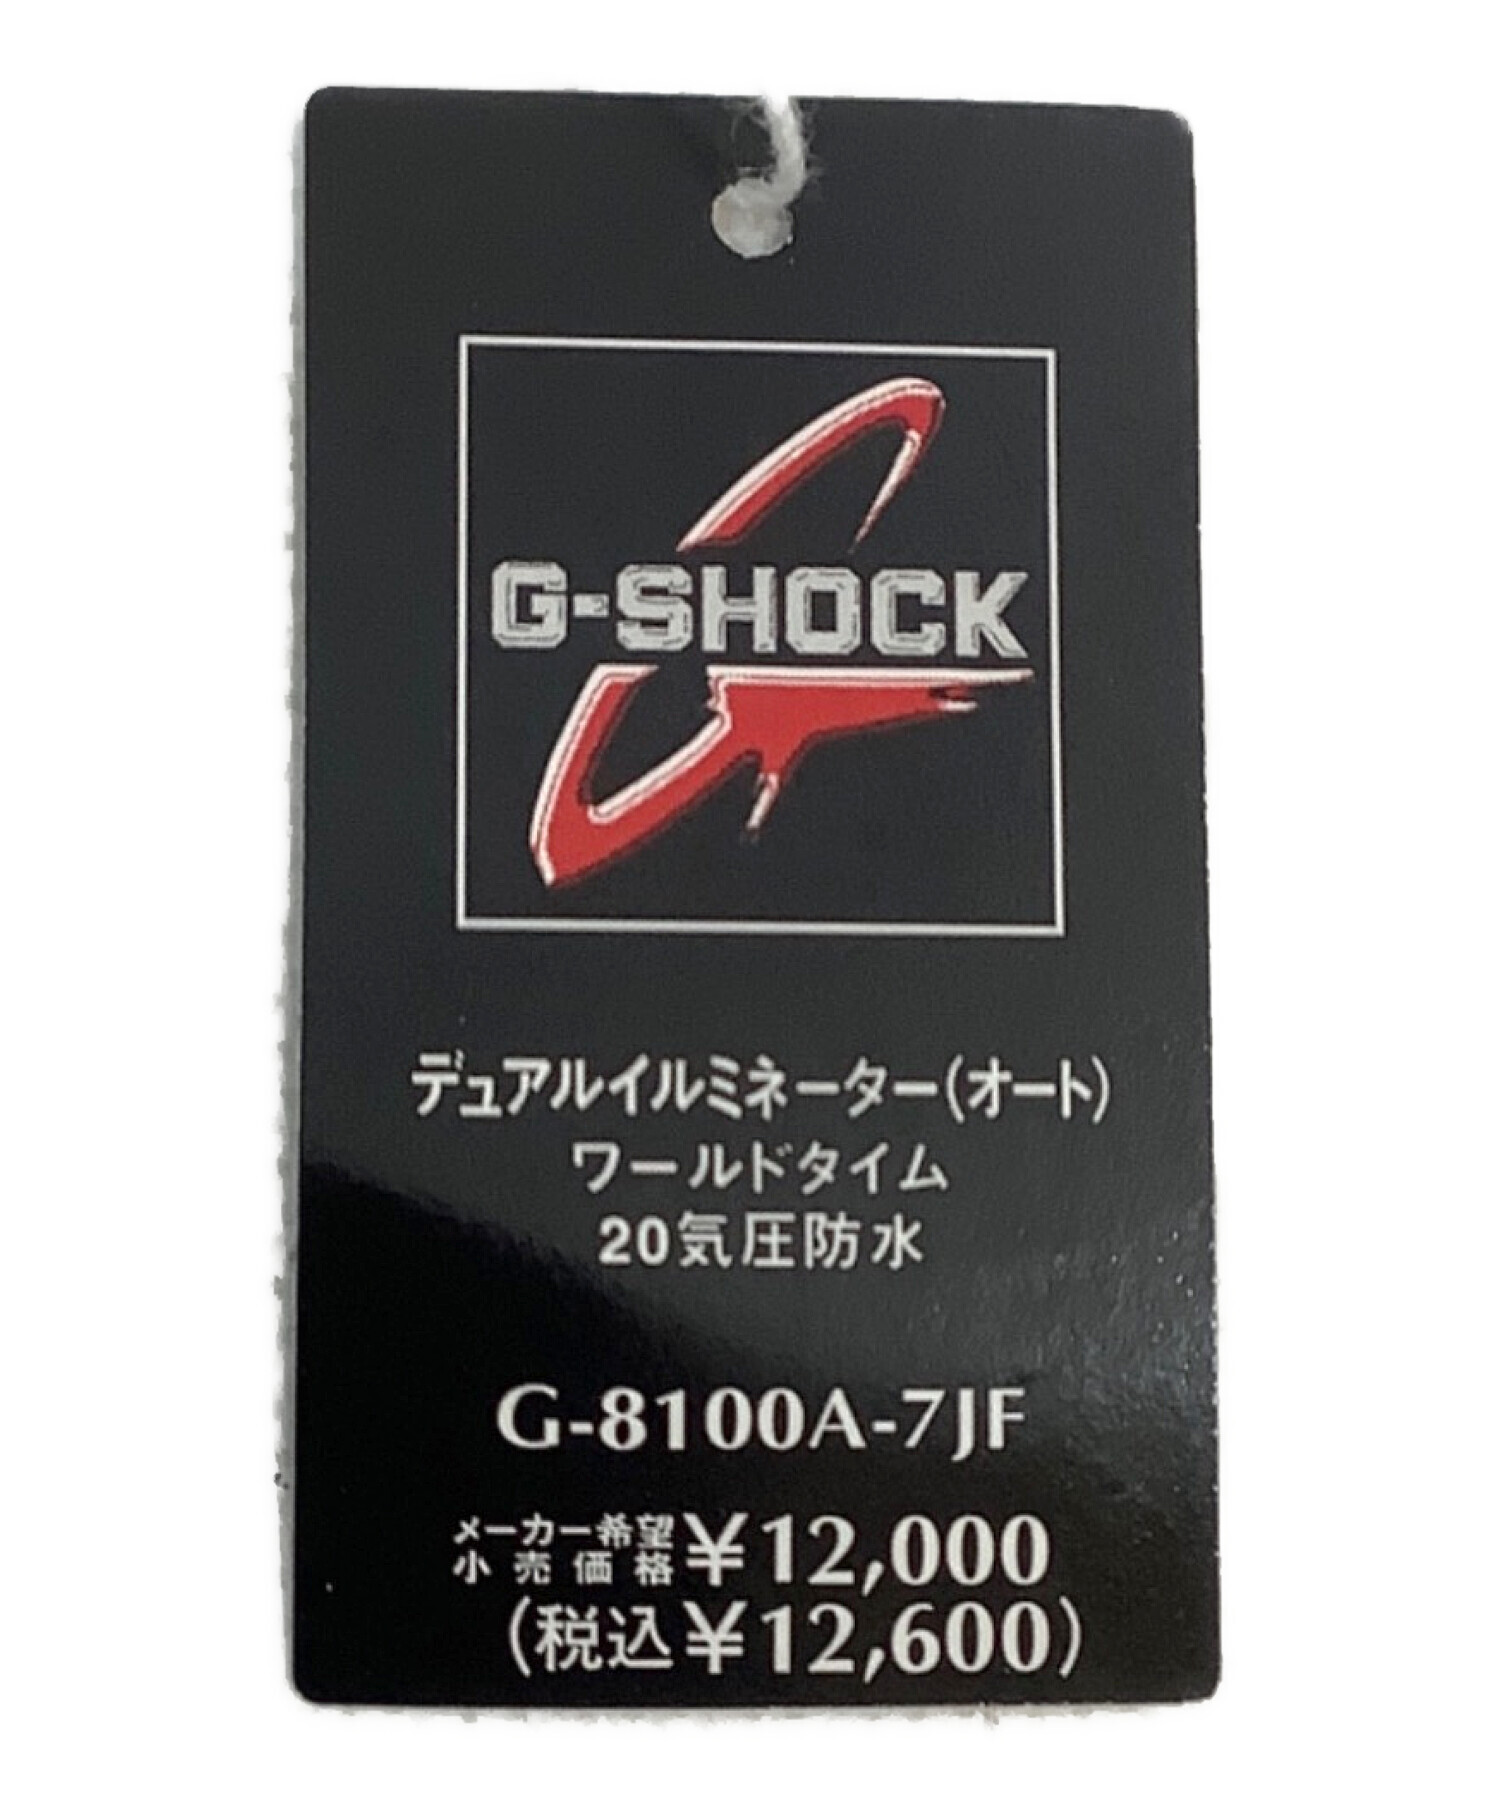 G-SHOCK
デュアルイルミネーター(オート)
ワールドタイム
20気圧防水
G-8100A-7JF
メーカー希望
小売価格 ¥12,000
(税込¥12,600)